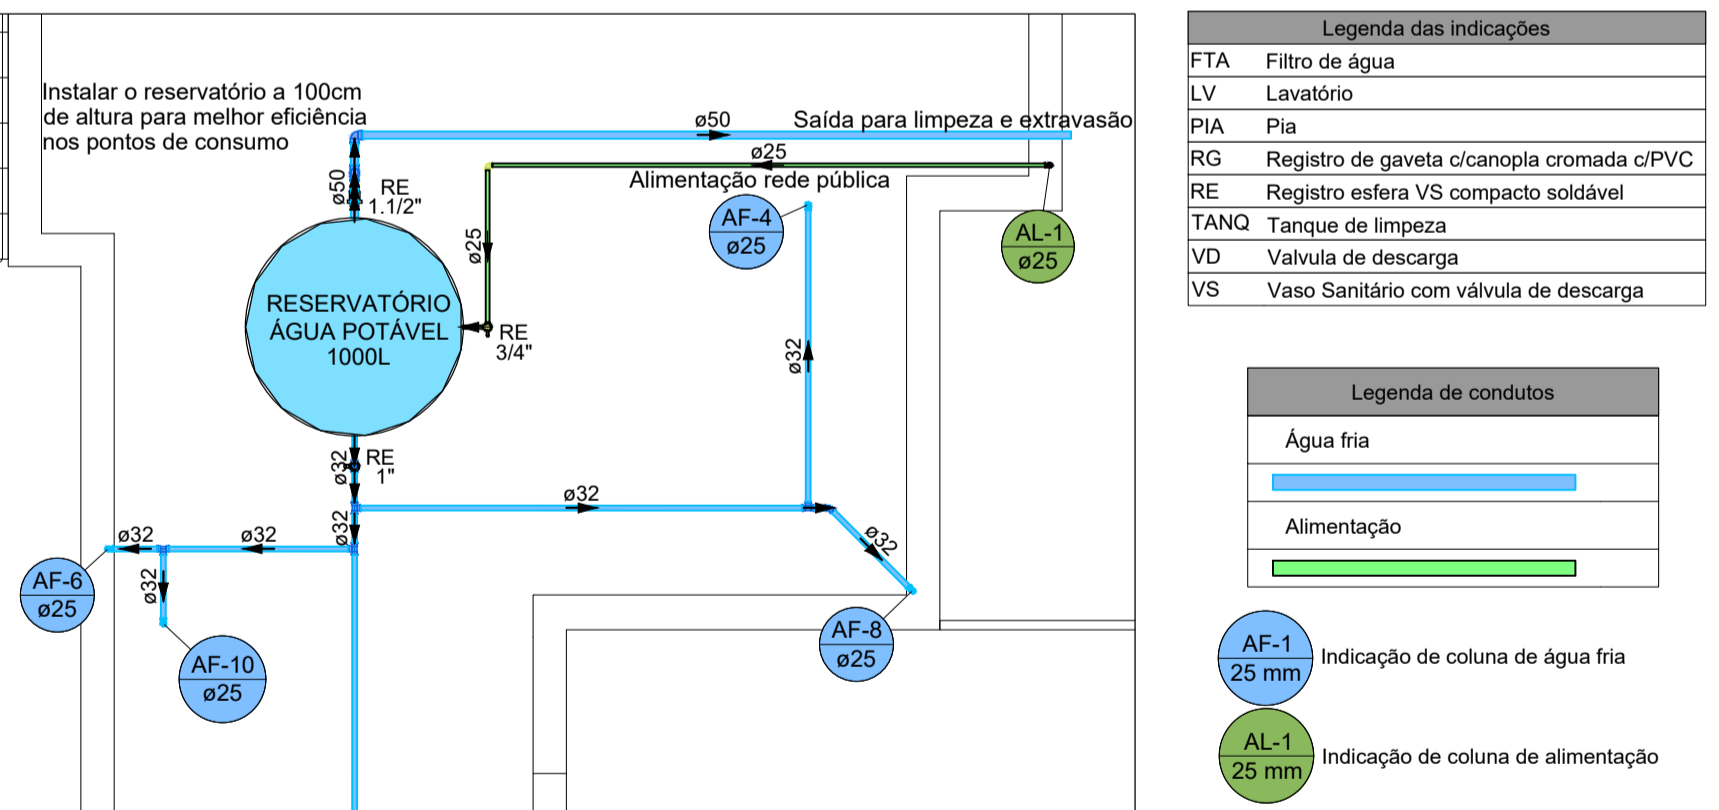 Instalar o reservatório a 100cm
de altura para melhor eficiência
nos pontos de consumo
ø50
Saída para limpeza e extravasão
ø25
Alimentação rede pública
ø50
RE
1.1/2"
ø25
AF-4
ø25
AL-1
ø25
RESERVATÓRIO
ÁGUA POTÁVEL
1000L
RE
3/4"
ø32
ø32
RE
1"
ø32
ø32
ø32
ø32
ø32
ø32
AF-6
ø25
AF-10
ø25
AF-8
ø25
Legenda das indicações
FTA Filtro de água
LV Lavatório
PIA Pia
RG Registro de gaveta c/canopla cromada c/PVC
RE Registro esfera VS compacto soldável
TANQ Tanque de limpeza
VD Valvula de descarga
VS Vaso Sanitário com válvula de descarga
Legenda de condutos
Água fria
Alimentação
AF-1
25 mm
Indicação de coluna de água fria
AL-1
25 mm
Indicação de coluna de alimentação